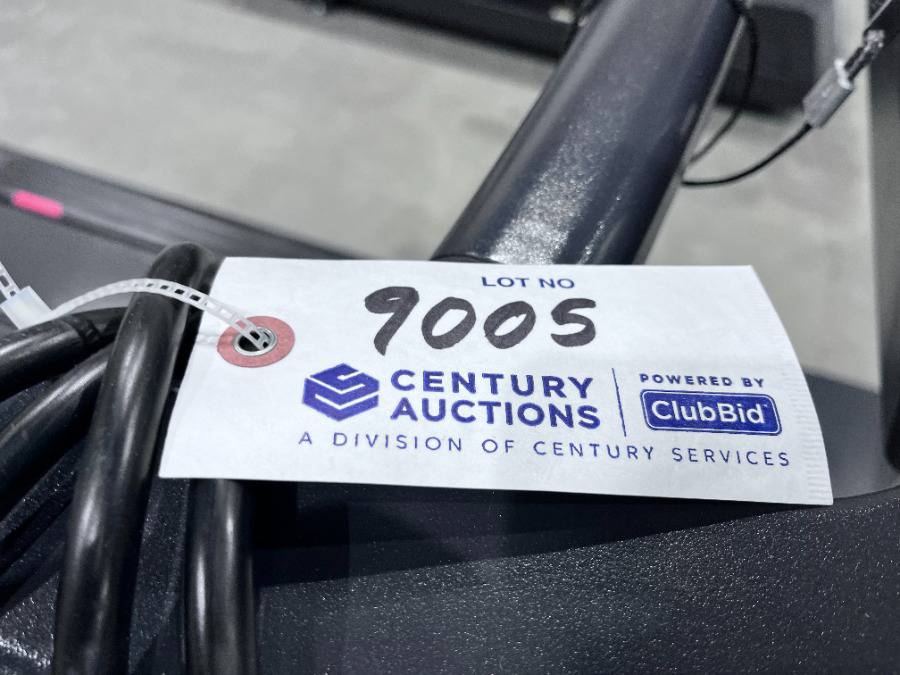 LOT NO
9005
CENTURY
AUCTIONS
POWERED BY
ClubBid
A DIVISION OF CENTURY SERVICES